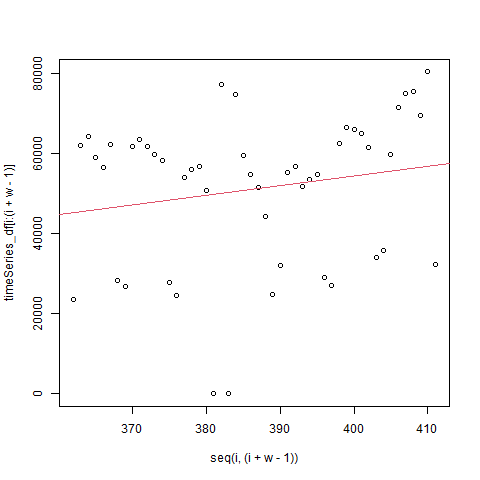 80000
60000
40000
20000
0
timeSeries_df[i:(i + w - 1)]
370 380 390 400 410
seq(i, (i + w - 1))